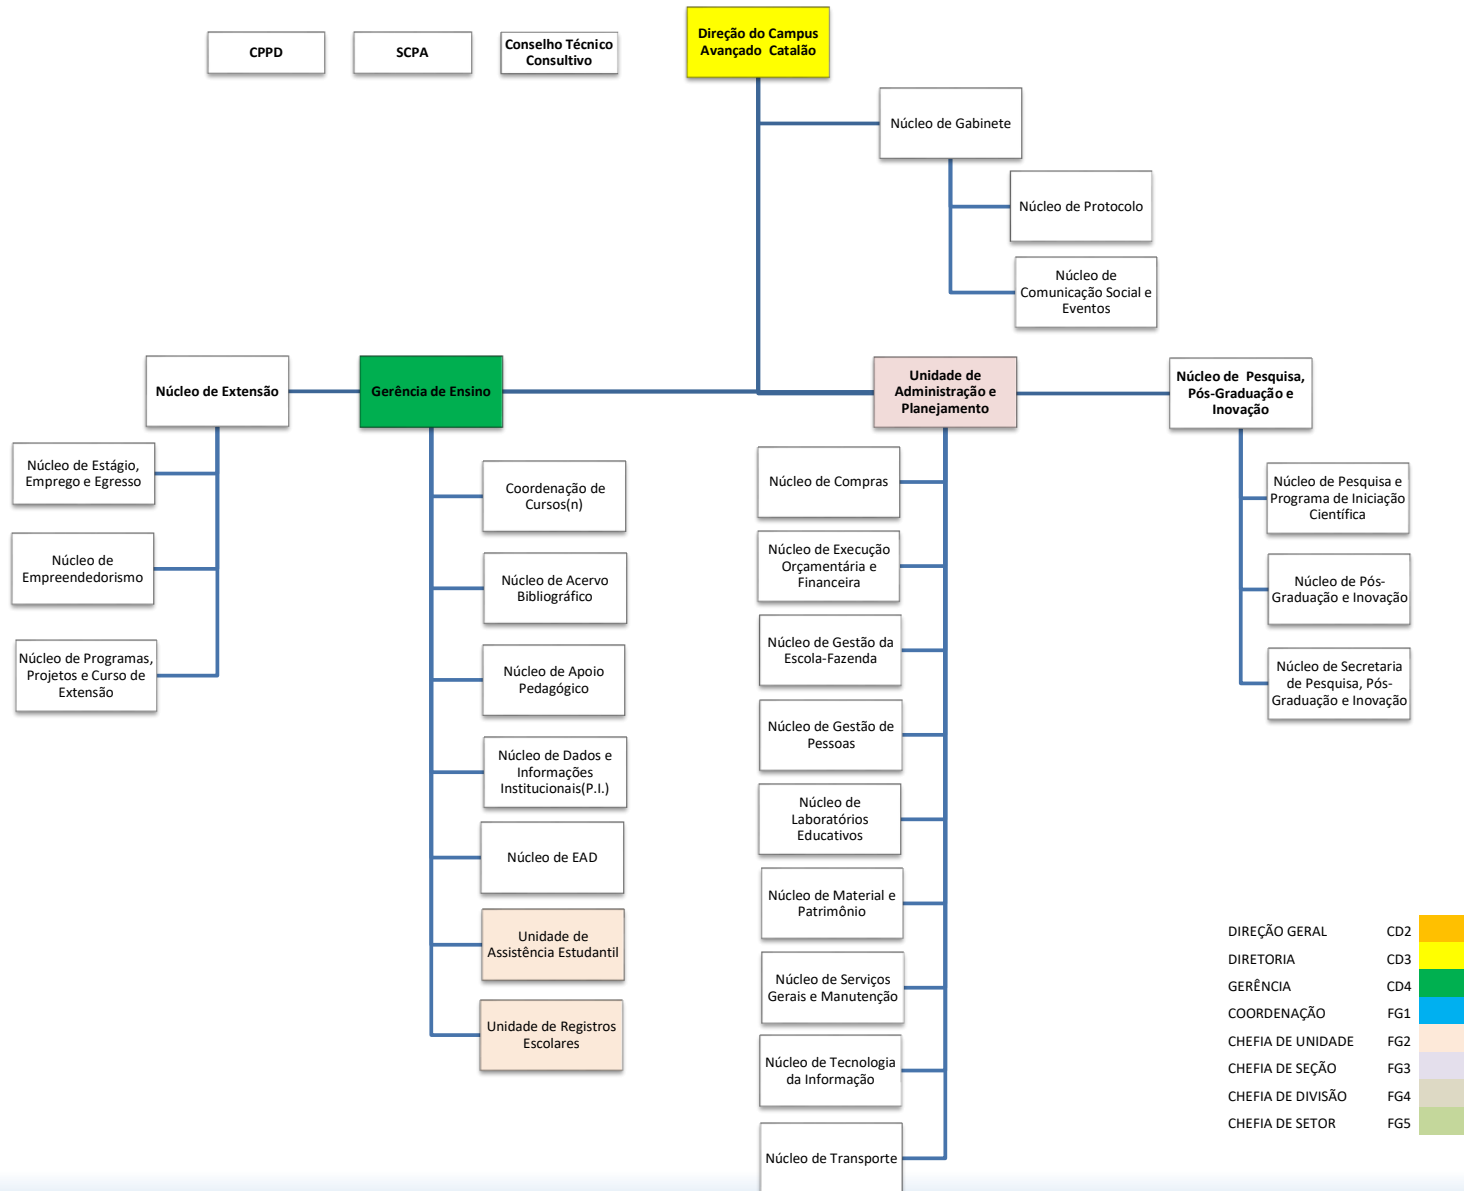 CPPD
SCPA
Conselho Técnico
Consultivo
Direção do Campus
Avançado Catalão
Núcleo de Gabinete
Núcleo de Protocolo
Núcleo de
Comunicação Social e
Eventos
Núcleo de Extensão
Gerência de Ensino
Unidade de
Administração e
Planejamento
Núcleo de Pesquisa,
Pós-Graduação e
Inovação
Núcleo de Estágio,
Emprego e Egresso
Núcleo de
Empreendedorismo
Núcleo de Programas,
Projetos e Curso de
Extensão
Coordenação de
Cursos(n)
Núcleo de Acervo
Bibliográfico
Núcleo de Apoio
Pedagógico
Núcleo de Dados e
Informações
Institucionais(P.I.)
Núcleo de EAD
Unidade de
Assistência Estudantil
Unidade de Registros
Escolares
Núcleo de Compras
Núcleo de Execução
Orçamentária e
Financeira
Núcleo de Gestão da
Escola-Fazenda
Núcleo de Gestão de
Pessoas
Núcleo de
Laboratórios
Educativos
Núcleo de Material e
Patrimônio
Núcleo de Serviços
Gerais e Manutenção
Núcleo de Tecnologia
da Informação
Núcleo de Transporte
Núcleo de Pesquisa e
Programa de Iniciação
Científica
Núcleo de Pós-
Graduação e Inovação
Núcleo de Secretaria
de Pesquisa, Pós-
Graduação e Inovação
DIREÇÃO GERAL CD2
DIRETORIA CD3
GERÊNCIA CD4
COORDENAÇÃO FG1
CHEFIA DE UNIDADE FG2
CHEFIA DE SEÇÃO FG3
CHEFIA DE DIVISÃO FG4
CHEFIA DE SETOR FG5